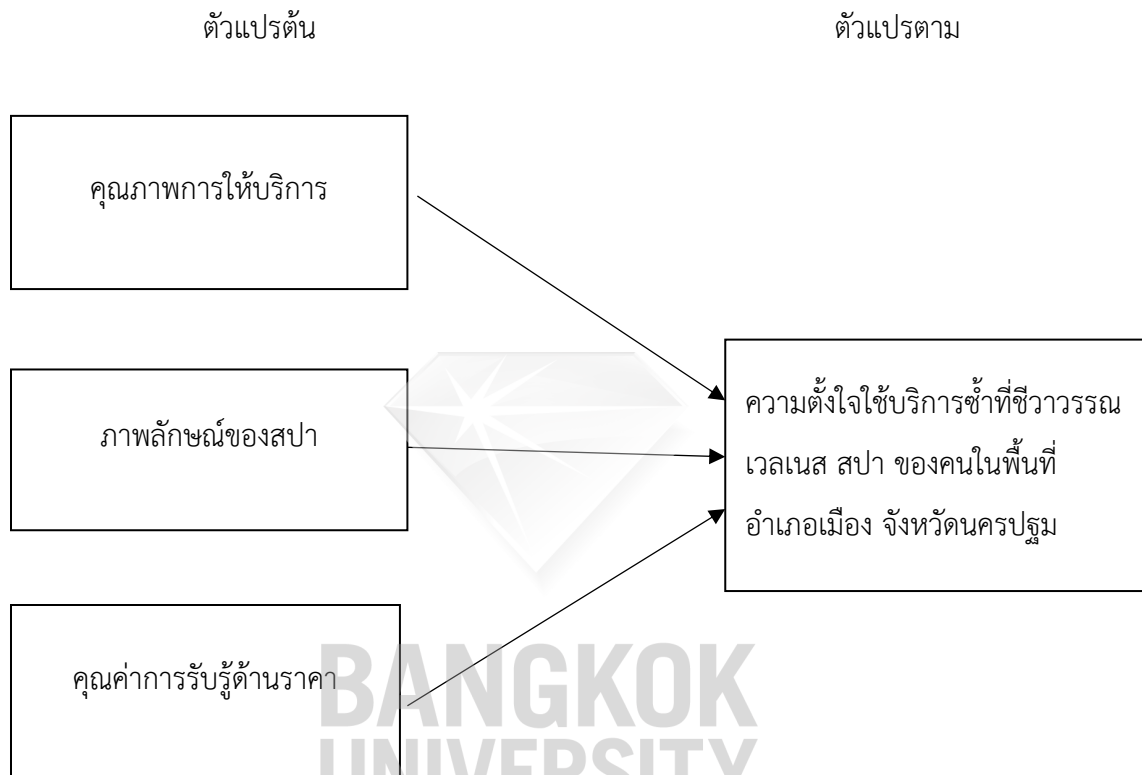 ตัวแปรต้น
ตัวแปรตาม
คุณภาพการให้บริการ
ภาพลักษณ์ของสปา
ความตั้งใจใช้บริการซ้ำที่ชีวาวรรณ
เวลเนส สปา ของคนในพื้นที่
อำเภอเมือง จังหวัดนครปฐม
คุณค่าการรับรู้ด้านราคา
BANGKOK
UNIVERSITY